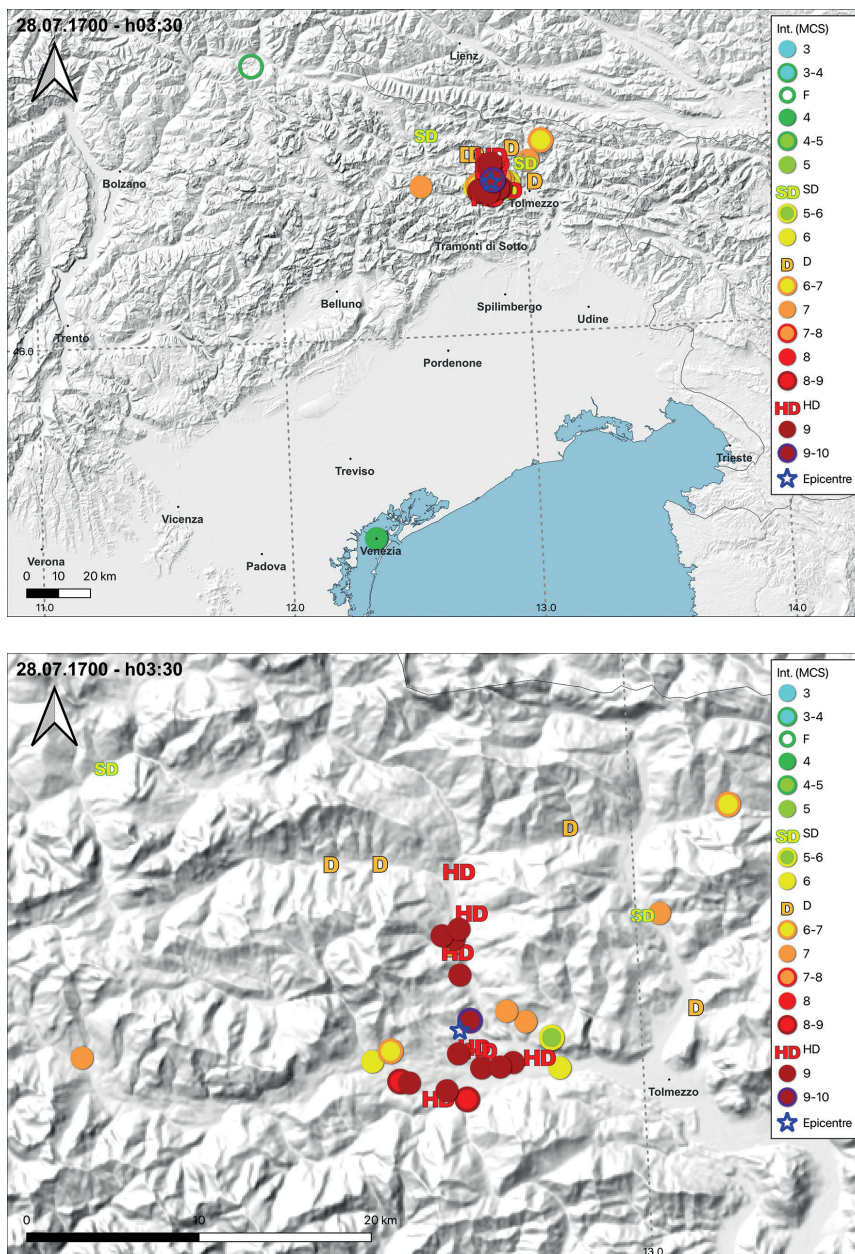 28.07.1700 - h03:30
Lienz
Bolzano
SD
D
D
HD
D
SD
D
Tolmezzo
Tramonti di Sotto
Belluno
Spilimbergo
Udine
Trento
46.0
Pordenone
Treviso
Trieste
Vicenza
Venezia
Verona
Padova
0 10 20 km
11.0
12.0
13.0
14.0
Int. (MCS)
3
3-4
F
4
4-5
5
SD SD
5-6
6
D D
6-7
7
7-8
8
8-9
HD HD
9
9-10
Epicentre
28.07.1700 - h03:30
SD
D
D
D
HD
HD
SD
HD
D
HD
D
HD
HD
Tolmezzo
0 10 20 km
13.0
Int. (MCS)
3
3-4
F
4
4-5
5
SD SD
5-6
6
D D
6-7
7
7-8
8
8-9
HD HD
9
9-10
Epicentre